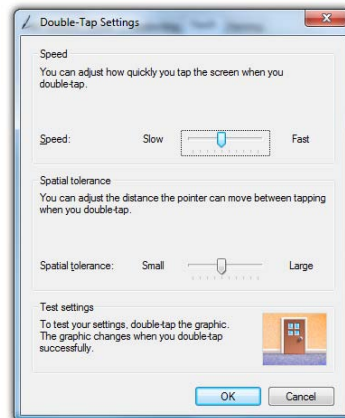 Double-Tap Settings
Speed
You can adjust how quickly you tap the screen when you
double-tap.
Speed: Slow Fast
Spatial tolerance
You can adjust the distance the pointer can move between tapping
when you double-tap.
Spatial tolerance: Small Large
Test settings
To test your settings, double-tap the graphic.
The graphic changes when you double-tap
successfully.
OK Cancel